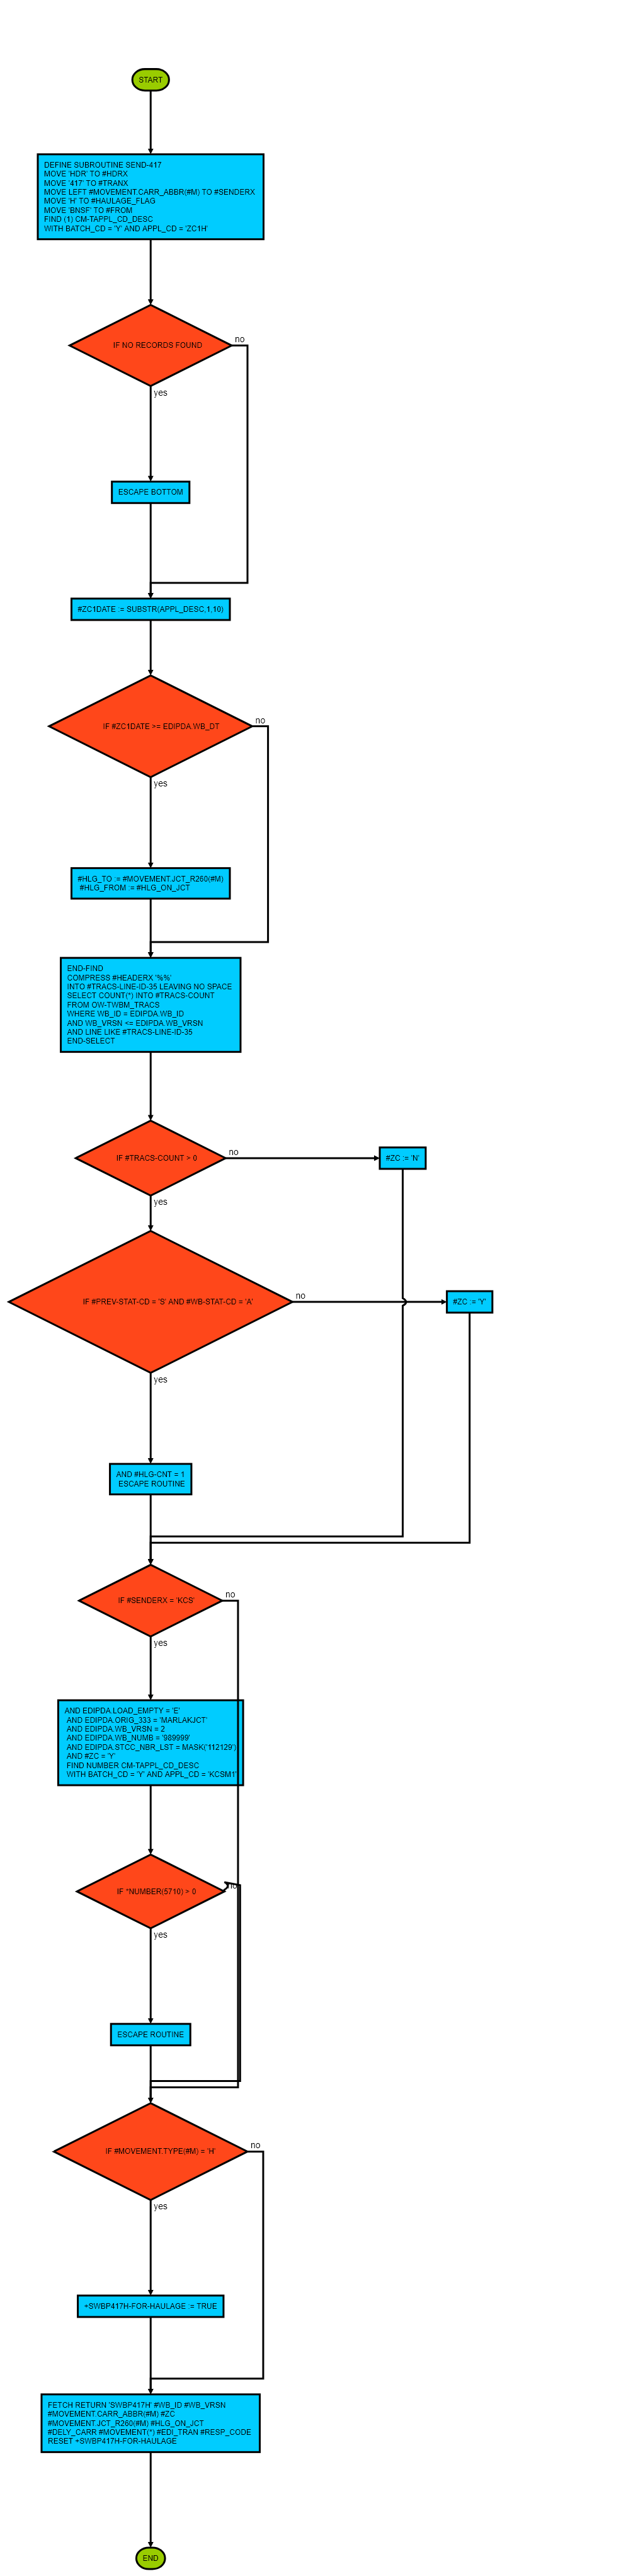 START
DEFINE SUBROUTINE SEND-417
MOVE 'HDR' TO #HDRX
MOVE '417' TO #TRANX
MOVE LEFT #MOVEMENT.CARR_ABBR(#M) TO #SENDERX
MOVE 'H' TO #HAULAGE_FLAG
MOVE 'BNSF' TO #FROM
FIND (1) CM-TAPPL_CD_DESC
WITH BATCH_CD = 'Y' AND APPL_CD = 'ZC1H'
IF NO RECORDS FOUND
no
yes
ESCAPE BOTTOM
#ZC1DATE := SUBSTR(APPL_DESC,1,10)
IF #ZC1DATE >= EDIPDA.WB_DT
no
yes
#HLG_TO := #MOVEMENT.JCT_R260(#M)
#HLG_FROM := #HLG_ON_JCT
END-FIND
COMPRESS #HEADERX '%%'
INTO #TRACS-LINE-ID-35 LEAVING NO SPACE
SELECT COUNT(*) INTO #TRACS-COUNT
FROM OW-TWBM_TRACS
WHERE WB_ID = EDIPDA.WB_ID
AND WB_VRSN <= EDIPDA.WB_VRSN
AND LINE LIKE #TRACS-LINE-ID-35
END-SELECT
IF #TRACS-COUNT > 0
no
#ZC := 'N'
yes
IF #PREV-STAT-CD = 'S' AND #WB-STAT-CD = 'A'
no
#ZC := 'Y'
yes
AND #HLG-CNT = 1
ESCAPE ROUTINE
IF #SENDERX = 'KCS'
no
yes
AND EDIPDA.LOAD_EMPTY = 'E'
AND EDIPDA.ORIG_333 = 'MARLAKJCT'
AND EDIPDA.WB_VRSN = 2
AND EDIPDA.WB_NUMB = '989999'
AND EDIPDA.STCC_NBR_LST = MASK('112129')
AND #ZC = 'Y'
FIND NUMBER CM-TAPPL_CD_DESC
WITH BATCH_CD = 'Y' AND APPL_CD = 'KCSM1'
IF *NUMBER(5710) > 0
no
yes
ESCAPE ROUTINE
IF #MOVEMENT.TYPE(#M) = 'H'
no
yes
+SWBP417H-FOR-HAULAGE := TRUE
FETCH RETURN 'SWBP417H' #WB_ID #WB_VRSN
#MOVEMENT.CARR_ABBR(#M) #ZC
#MOVEMENT.JCT_R260(#M) #HLG_ON_JCT
#DELY_CARR #MOVEMENT(*) #EDI_TRAN #RESP_CODE
RESET +SWBP417H-FOR-HAULAGE
END